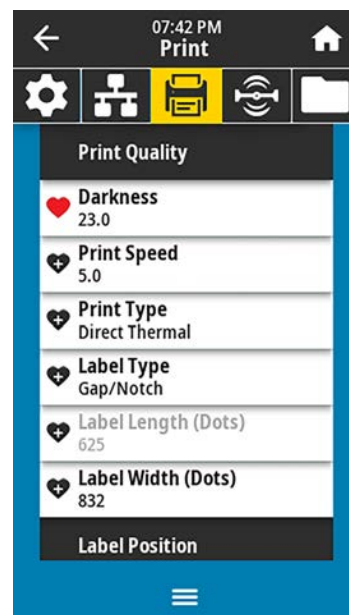 07:42 PM
Print
Print Quality
Darkness
23.0
Print Speed
5.0
Print Type
Direct Thermal
Label Type
Gap/Notch
Label Length (Dots)
625
Label Width (Dots)
832
Label Position